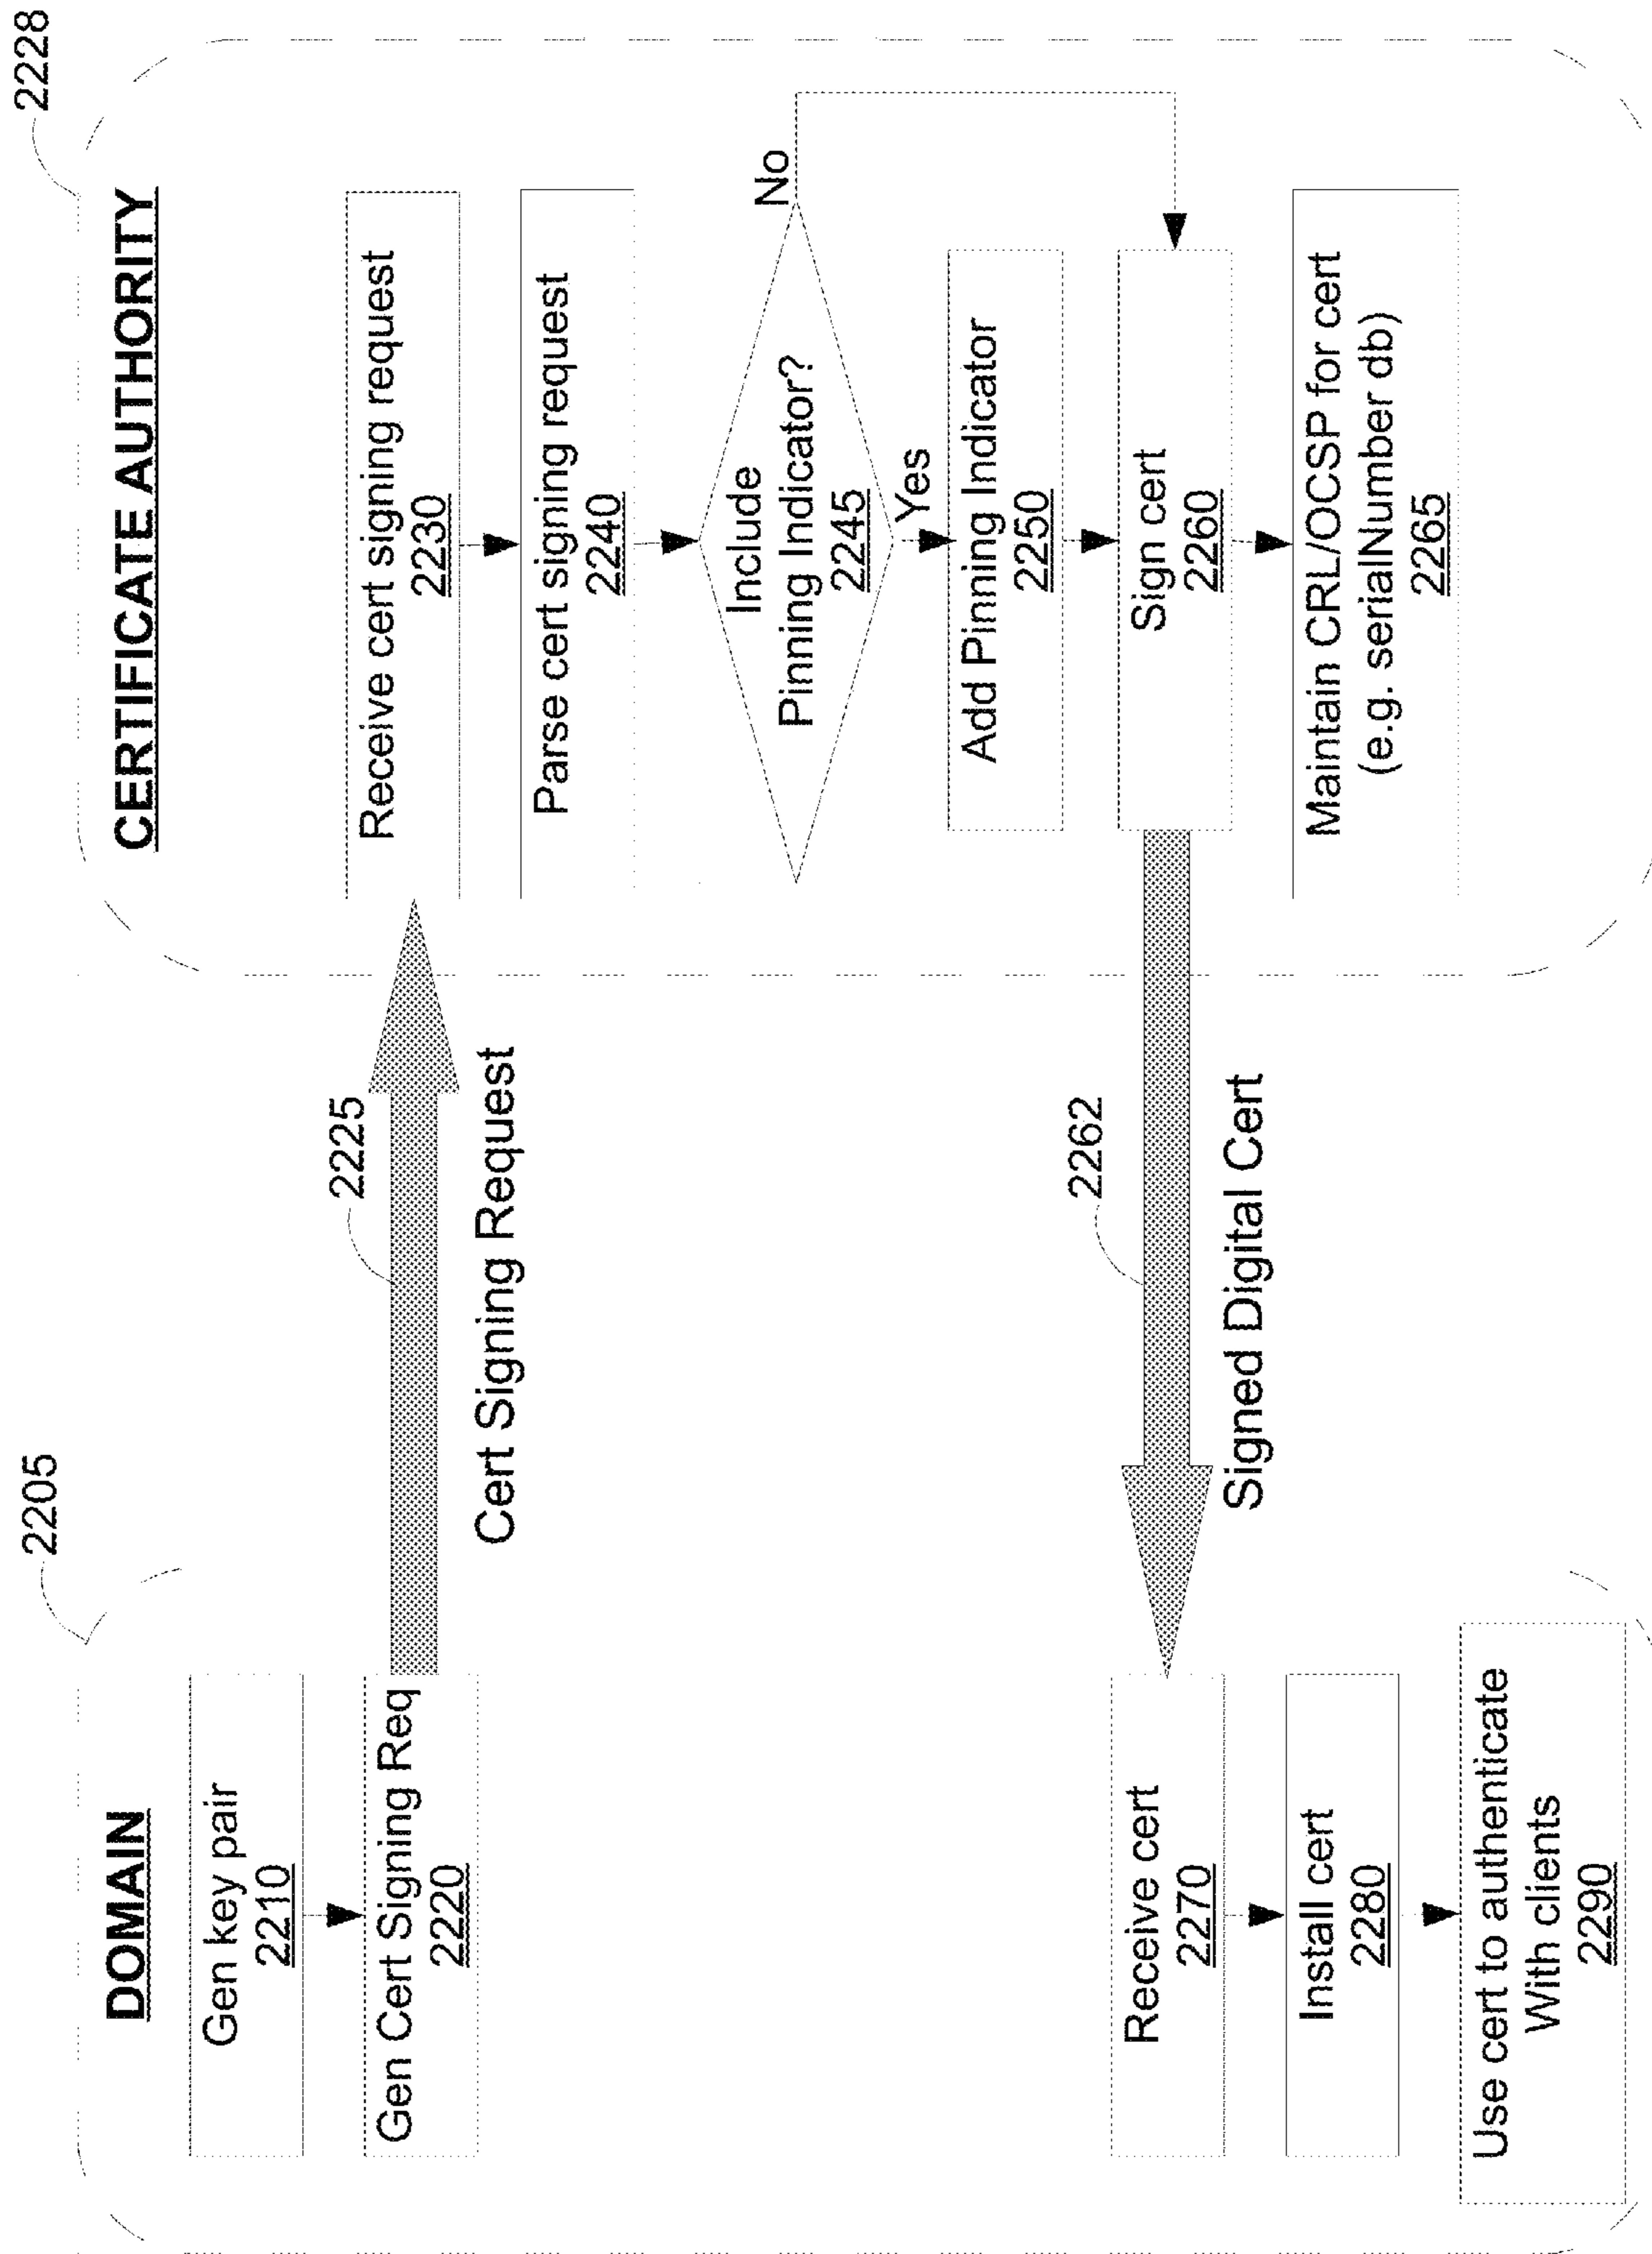 2205
DOMAIN
Gen key pair
2210
Gen Cert Signing Req
2220
2225
Cert Signing Request
2228
CERTIFICATE AUTHORITY
Receive cert signing request
2230
Parse cert signing request
2240
Include
Pinning Indicator?
2245
No
Yes
Add Pinning Indicator
2250
Sign cert
2260
Maintain CRL/OCSP for cert
(e.g. serialNumber db)
2265
2262
Signed Digital Cert
Receive cert
2270
Install cert
2280
Use cert to authenticate
With clients
2290